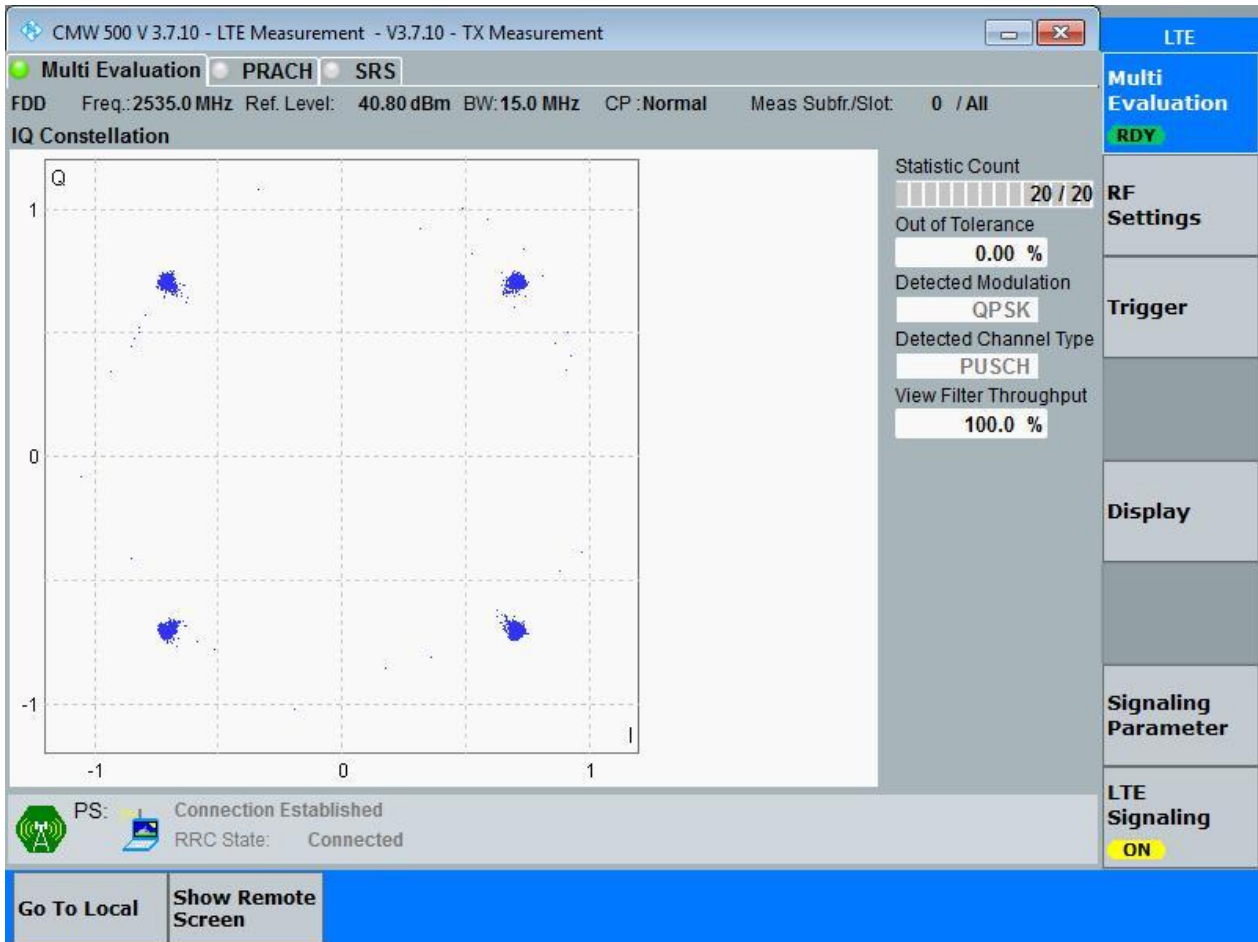 CMW 500 V 3.7.10 - LTE Measurement - V3.7.10 - TX Measurement
LTE
Multi Evaluation PRACH SRS
Multi
Evaluation
RDY
FDD Freq.: 2535.0 MHz Ref. Level: 40.80 dBm BW: 15.0 MHz CP : Normal Meas Subfr./Slot: 0 / All
IQ Constellation
Q
1
0
-1
-1 0 1
I
Statistic Count
20 / 20
Out of Tolerance
0.00 %
Detected Modulation
QPSK
Detected Channel Type
PUSCH
View Filter Throughput
100.0 %
RF
Settings
Trigger
Display
Signaling
Parameter
LTE
Signaling
ON
PS: Connection Established
RRC State: Connected
Go To Local
Show Remote
Screen